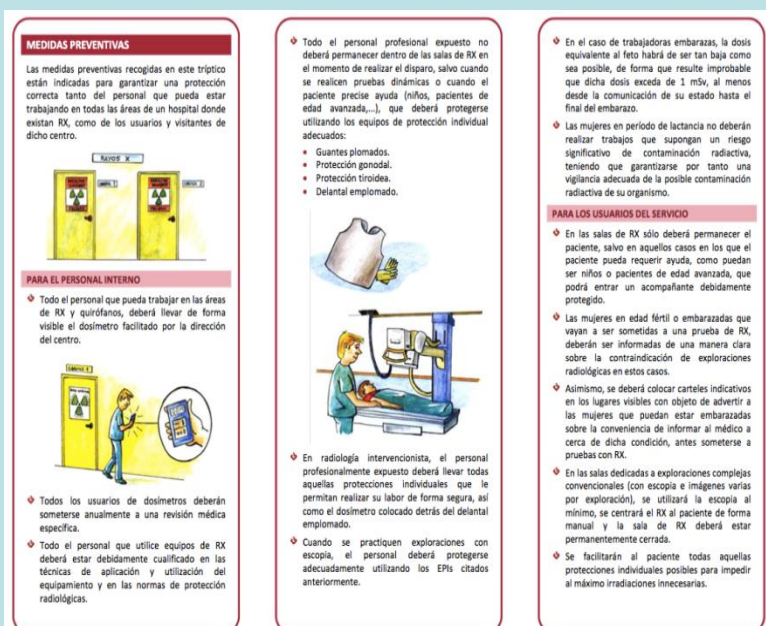 MEDIDAS PREVENTIVAS
Las medidas preventivas recogidas en este tríptico
están indicadas para garantizar una protección
correcta tanto del personal que pueda estar
trabajando en todas las áreas de un hospital donde
existan RX, como de los usuarios y visitantes de
dicho centro.
RAYOS X
PARA EL PERSONAL INTERNO
Todo el personal que pueda trabajar en las áreas
de RX y quirófanos, deberá llevar de forma
visible el dosímetro facilitado por la dirección
del centro.
Todos los usuarios de dosímetros deberán
someterse anualmente a una revisión médica
específica.
Todo el personal que utilice equipos de RX
deberá estar debidamente cualificado en las
técnicas de aplicación y utilización del
equipamiento y en las normas de protección
radiológicas.
Todo el personal profesional expuesto no
deberá permanecer dentro de las salas de RX en
el momento de realizar el disparo, salvo cuando
se realicen pruebas dinámicas o cuando el
paciente precise ayuda (niños, pacientes de
edad avanzada,...), que deberá protegerse
utilizando los equipos de protección individual
adecuados:
Guantes plomados.
Protección gonodal.
Protección tiroidea.
Delantal emplomado.
En radiología intervencionista, el personal
profesionalmente expuesto deberá llevar todas
aquellas protecciones individuales que le
permitan realizar su labor de forma segura, así
como el dosímetro colocado detrás del delantal
emplomado.
Cuando se practiquen exploraciones con
escopia, el personal deberá protegerse
adecuadamente utilizando los EPIs citados
anteriormente.
En el caso de trabajadoras embarazas, la dosis
equivalente al feto habrá de ser tan baja como
sea posible, de forma que resulte improbable
que dicha dosis exceda de 1 mSv, al menos
desde la comunicación de su estado hasta el
final del embarazo.
Las mujeres en período de lactancia no deberán
realizar trabajos que supongan un riesgo
significativo de contaminación radiactiva,
teniendo que garantizarse por tanto una
vigilancia adecuada de la posible contaminación
radiactiva de su organismo.
PARA LOS USUARIOS DEL SERVICIO
En las salas de RX sólo deberá permanecer el
paciente, salvo en aquellos casos en los que el
paciente pueda requerir ayuda, como puedan
ser niños o pacientes de edad avanzada, que
podrá entrar un acompañante debidamente
protegido.
Las mujeres en edad fértil o embarazadas que
vayan a ser sometidas a una prueba de RX,
deberán ser informadas de una manera clara
sobre la contraindicación de exploraciones
radiológicas en estos casos.
Asimismo, se deberá colocar carteles indicativos
en los lugares visibles con objeto de advertir a
las mujeres que puedan estar embarazadas
sobre la conveniencia de informar al médico a
cerca de dicha condición, antes someterse a
pruebas con RX.
En las salas dedicadas a exploraciones complejas
convencionales (con escopia e imágenes varias
por exploración), se utilizará la escopia al
mínimo, se centrará el RX al paciente de forma
manual y la sala de RX deberá estar
permanentemente cerrada.
Se facilitarán al paciente todas aquellas
protecciones individuales posibles para impedir
al máximo irradiaciones innecesarias.